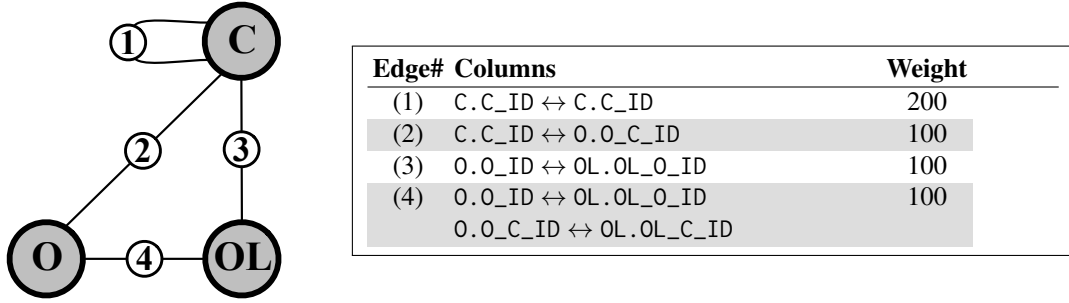 1
C
2
3
O
4
OL
Edge# Columns Weight
(1) C.C_ID ↔ C.C_ID 200
(2) C.C_ID ↔ O.O_C_ID 100
(3) O.O_ID ↔ OL.OL_O_ID 100
(4) O.O_ID ↔ OL.OL_O_ID 100
O.O_C_ID ↔ OL.OL_C_ID